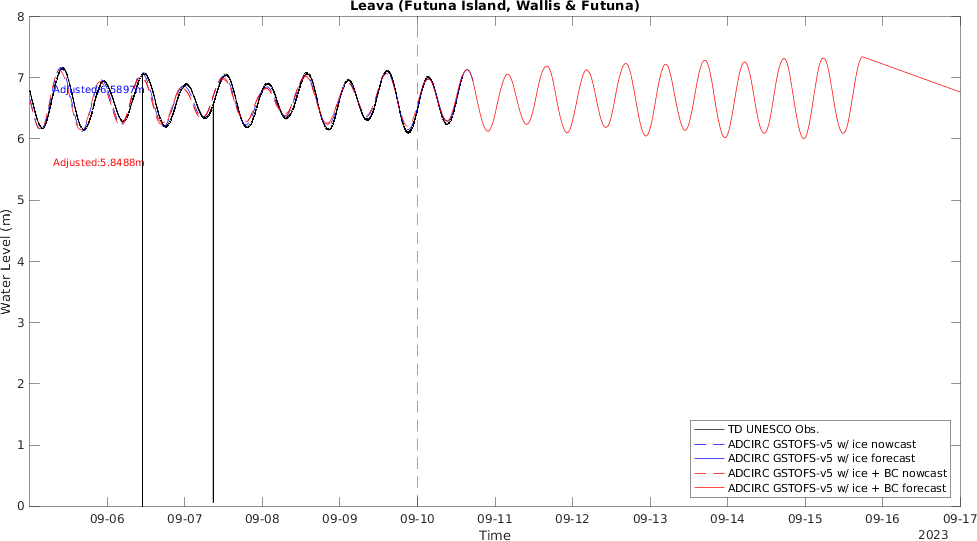 Leava (Futuna Island, Wallis & Futuna)
8
7
6
5
4
3
2
1
0
Water Level (m)
Adjusted:6.5897m
Adjusted:5.8488m
TD UNESCO Obs.
ADCIRC GSTOFS-v5 w/ ice nowcast
ADCIRC GSTOFS-v5 w/ ice forecast
ADCIRC GSTOFS-v5 w/ ice + BC nowcast
ADCIRC GSTOFS-v5 w/ ice + BC forecast
09-06 09-07 09-08 09-09 09-10 09-11 09-12 09-13 09-14 09-15 09-16 09-17
Time
2023